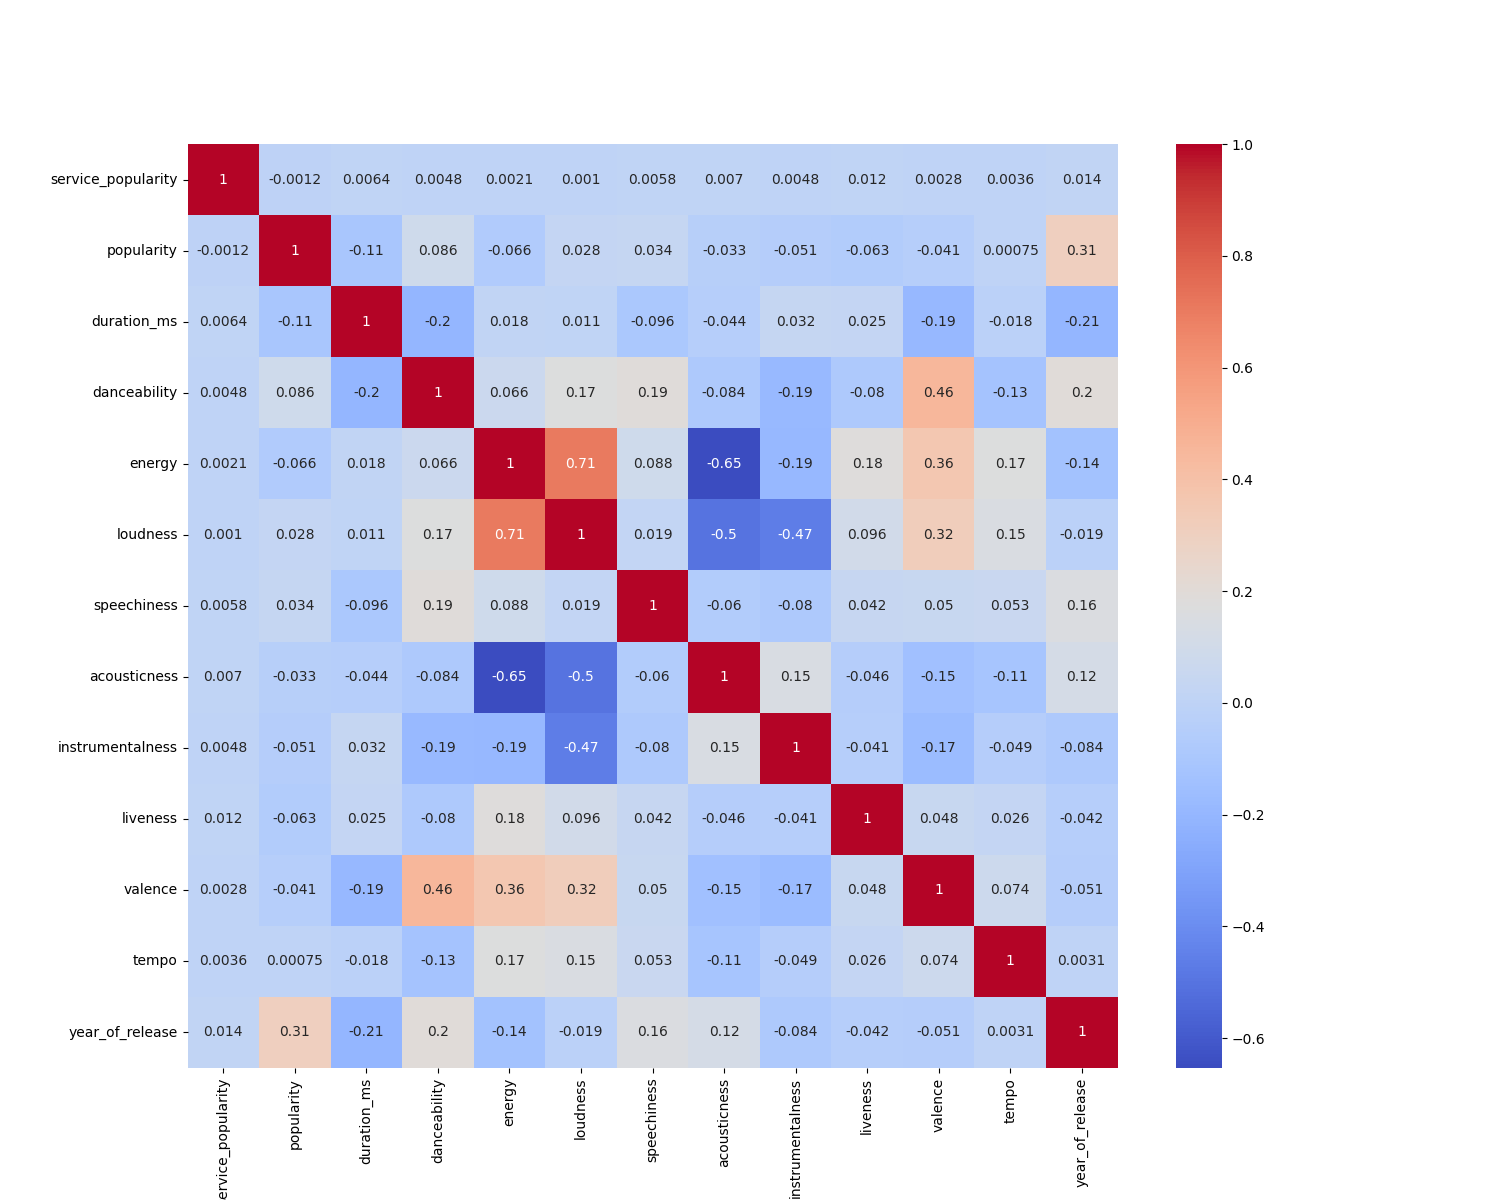 service_popularity 1 -0.0012 0.0064 0.0048 0.0021 0.001 0.0058 0.007 0.0048 0.012 0.0028 0.0036 0.014
popularity -0.0012 1 -0.11 0.086 -0.066 0.028 0.034 -0.033 -0.051 -0.063 -0.041 0.00075 0.31
duration_ms 0.0064 -0.11 1 -0.2 0.018 0.011 -0.096 -0.044 0.032 0.025 -0.19 -0.018 -0.21
danceability 0.0048 0.086 -0.2 1 0.066 0.17 0.19 -0.084 -0.19 -0.08 0.46 -0.13 0.2
energy 0.0021 -0.066 0.018 0.066 1 0.71 0.088 -0.65 -0.19 0.18 0.36 0.17 -0.14
loudness 0.001 0.028 0.011 0.17 0.71 1 0.019 -0.5 -0.47 0.096 0.32 0.15 -0.019
speechiness 0.0058 0.034 -0.096 0.19 0.088 0.019 1 -0.06 -0.08 0.042 0.05 0.053 0.16
acousticness 0.007 -0.033 -0.044 -0.084 -0.65 -0.5 -0.06 1 0.15 -0.046 -0.15 -0.11 0.12
instrumentalness 0.0048 -0.051 0.032 -0.19 -0.19 -0.47 -0.08 0.15 1 -0.041 -0.17 -0.049 -0.084
liveness 0.012 -0.063 0.025 -0.08 0.18 0.096 0.042 -0.046 -0.041 1 0.048 0.026 -0.042
valence 0.0028 -0.041 -0.19 0.46 0.36 0.32 0.05 -0.15 -0.17 0.048 1 0.074 -0.051
tempo 0.0036 0.00075 -0.018 -0.13 0.17 0.15 0.053 -0.11 -0.049 0.026 0.074 1 0.0031
year_of_release 0.014 0.31 -0.21 0.2 -0.14 -0.019 0.16 0.12 -0.084 -0.042 -0.051 0.0031 1
ervice_popularity
popularity
duration_ms
danceability
energy
loudness
speechiness
acousticness
instrumentalness
liveness
valence
tempo
year_of_release
1.0
0.8
0.6
0.4
0.2
0.0
−0.2
−0.4
−0.6